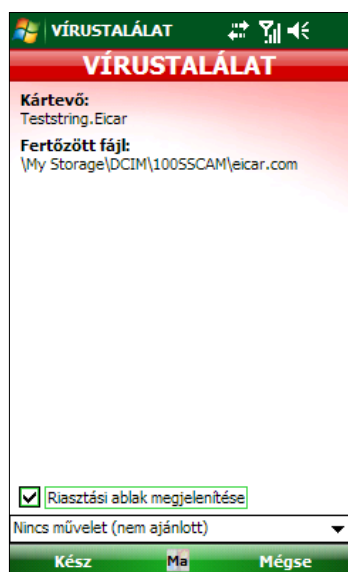 VÍRUSTALÁLAT
VÍRUSTALÁLAT
Kártevő:
Teststring.Eicar
Fertőzött fájl:
\My Storage\DCIM\100SSCAM\eicar.com
Riasztási ablak megjelenítése
Nincs művelet (nem ajánlott)
Kész Ma Mégse